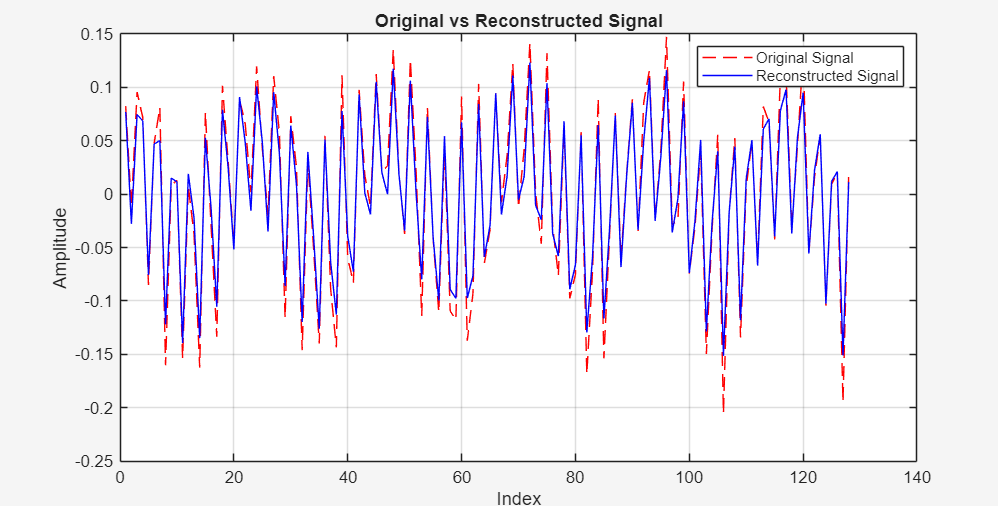 Original vs Reconstructed Signal
0.15
0.1
0.05
0
-0.05
-0.1
-0.15
-0.2
-0.25
Amplitude
Original Signal
Reconstructed Signal
0 20 40 60 80 100 120 140
Index